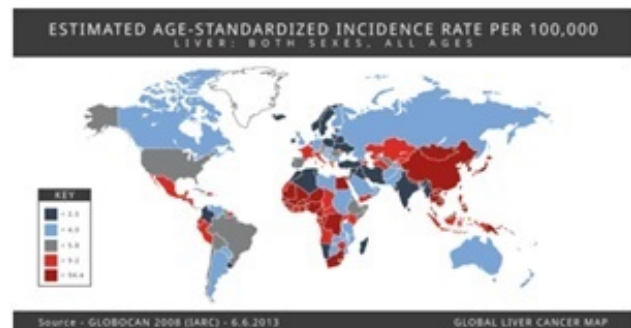 ESTIMATED AGE-STANDARDIZED INCIDENCE RATE PER 100,000
LIVER: BOTH SEXES, ALL AGES
KEY
Source - GLOBOCAN 2008 (IARC) - 6.6.2013
GLOBAL LIVER CANCER MAP